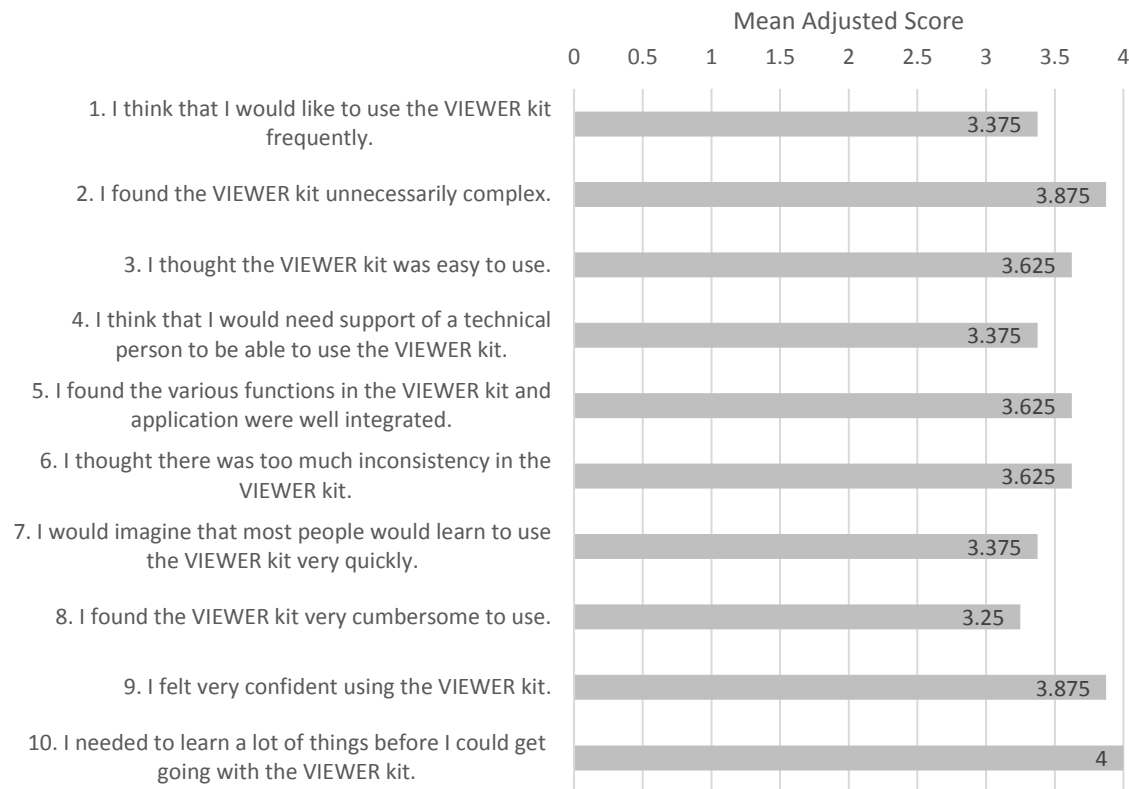 Mean Adjusted Score
0 0.5 1 1.5 2 2.5 3 3.5 4
1. I think that I would like to use the VIEWER kit
frequently.
3.375
2. I found the VIEWER kit unnecessarily complex.
3.875
3. I thought the VIEWER kit was easy to use.
3.625
4. I think that I would need support of a technical
person to be able to use the VIEWER kit.
3.375
5. I found the various functions in the VIEWER kit and
application were well integrated.
3.625
6. I thought there was too much inconsistency in the
VIEWER kit.
3.625
7. I would imagine that most people would learn to use
the VIEWER kit very quickly.
3.375
8. I found the VIEWER kit very cumbersome to use.
3.25
9. I felt very confident using the VIEWER kit.
3.875
10. I needed to learn a lot of things before I could get
going with the VIEWER kit.
4